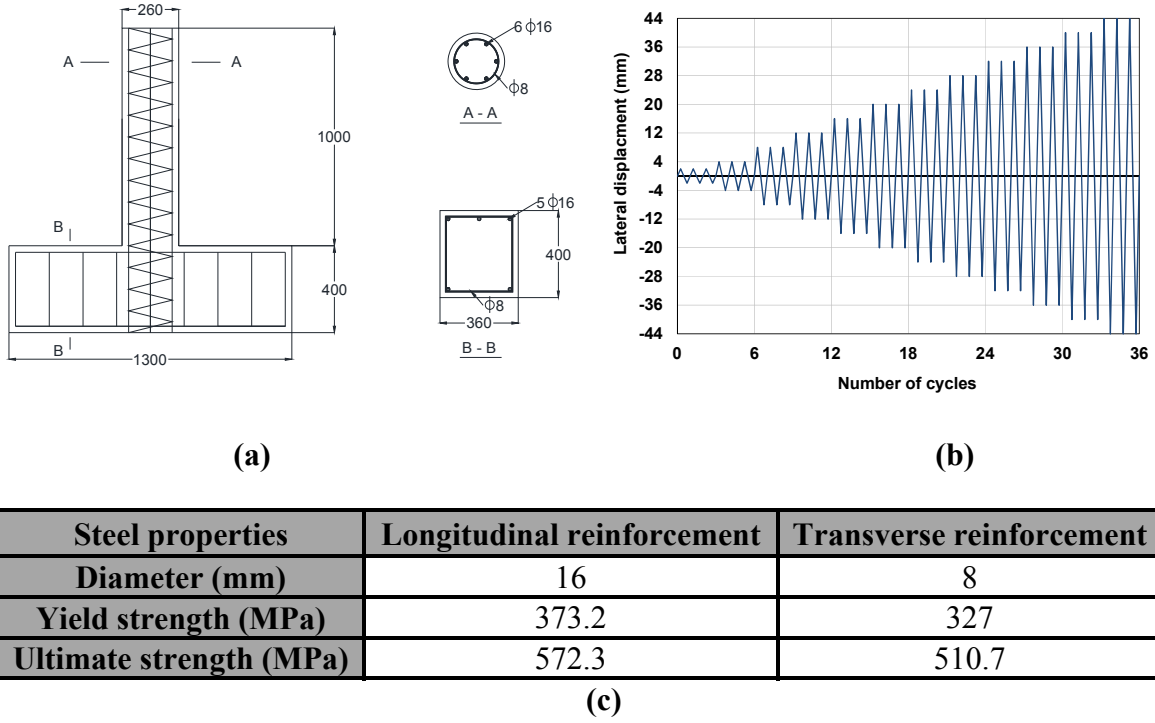 260
A
A
1000
B
400
B
1300
6 ϕ16
ϕ8
A - A
5 ϕ16
400
ϕ8
360
B - B
(a)
Lateral displacment (mm)
44
36
28
20
12
4
-4
-12
-20
-28
-36
-44
0 6 12 18 24 30 36
Number of cycles
(b)
Steel properties Longitudinal reinforcement Transverse reinforcement
Diameter (mm) 16 8
Yield strength (MPa) 373.2 327
Ultimate strength (MPa) 572.3 510.7
(c)